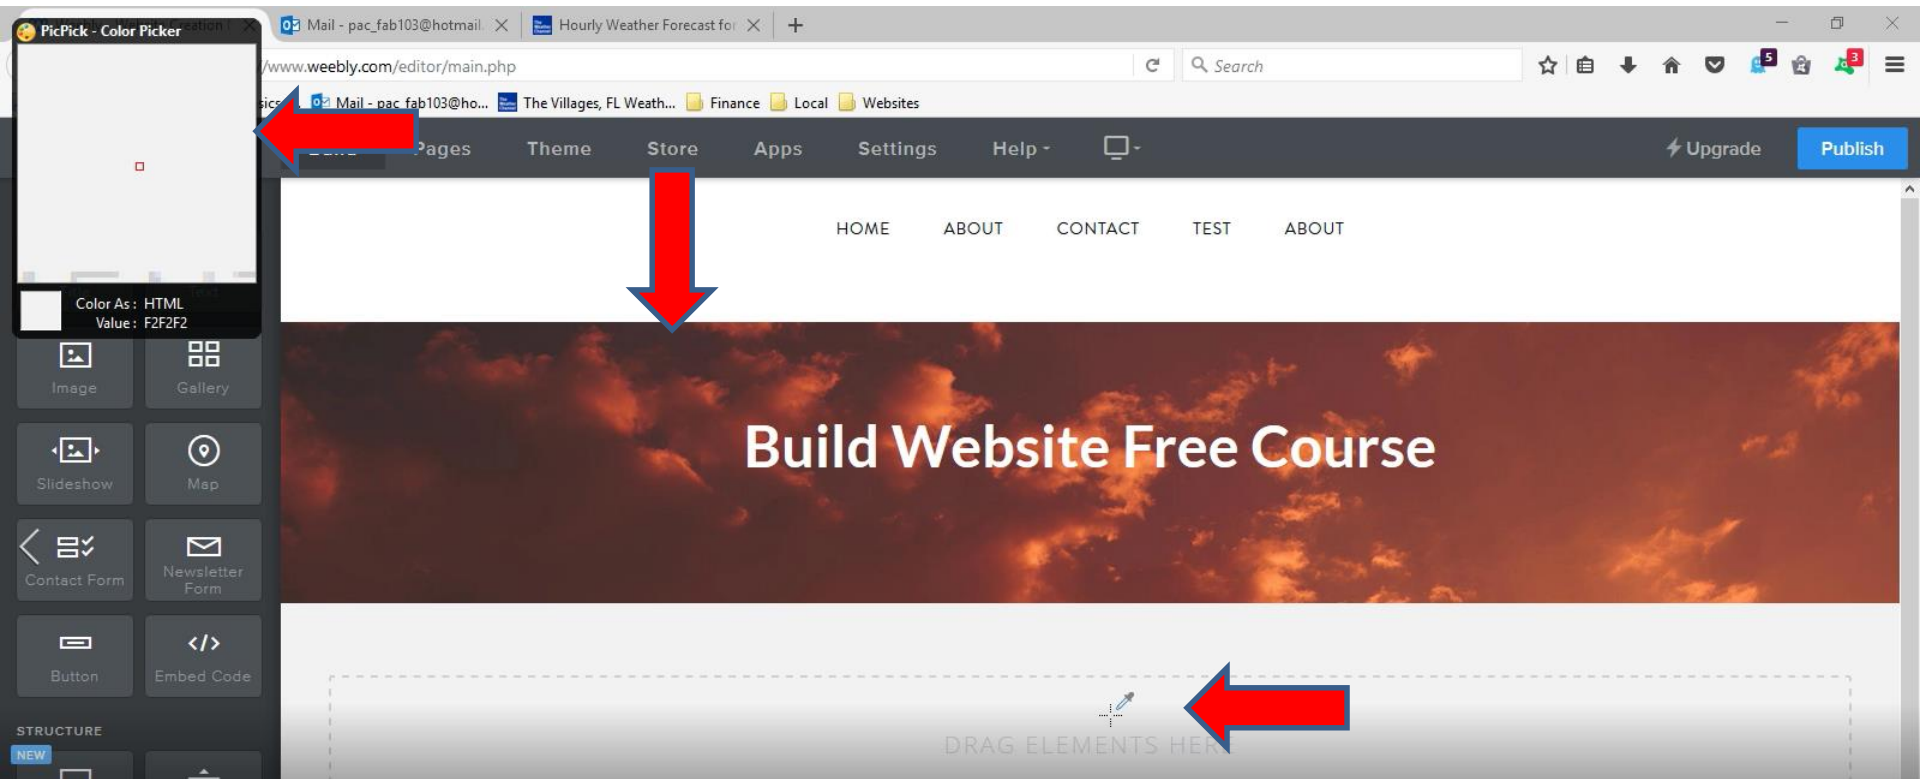 PicPick - Color Picker
Mail - pac_fab103@hotmail.
Hourly Weather Forecast for
/www.weebly.com/editor/main.php
Search
5
3
Mail - pac_fab103@ho...
The Villages, FL Weath...
Finance
Local
Websites
Pages
Theme
Store
Apps
Settings
Help
Upgrade
Publish
HOME
ABOUT
CONTACT
TEST
ABOUT
Color As : HTML
Value : F2F2F2
Image
Gallery
Slideshow
Map
Contact Form
Newsletter
Form
Button
Embed Code
Build Website Free Course
STRUCTURE
NEW
DRAG ELEMENTS HERE